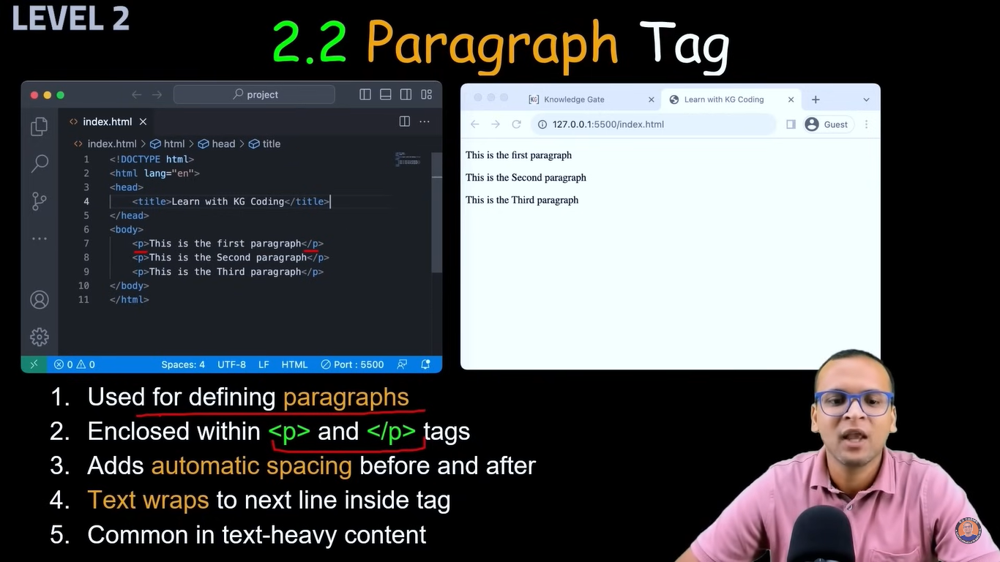 LEVEL 2
2.2 Paragraph Tag
project
index.html
index.html > html > head > title
1 <!DOCTYPE html>
2 <html lang="en">
3 <head>
4 <title>Learn with KG Coding</title>
5 </head>
6 <body>
7 <p>This is the first paragraph</p>
8 <p>This is the Second paragraph</p>
9 <p>This is the Third paragraph</p>
10 </body>
11 </html>
0 0 Spaces: 4 UTF-8 LF HTML Port : 5500
KG Knowledge Gate
Learn with KG Coding
127.0.0.1:5500/index.html
Guest
This is the first paragraph
This is the Second paragraph
This is the Third paragraph
1. Used for defining paragraphs
2. Enclosed within <p> and </p> tags
3. Adds automatic spacing before and after
4. Text wraps to next line inside tag
5. Common in text-heavy content